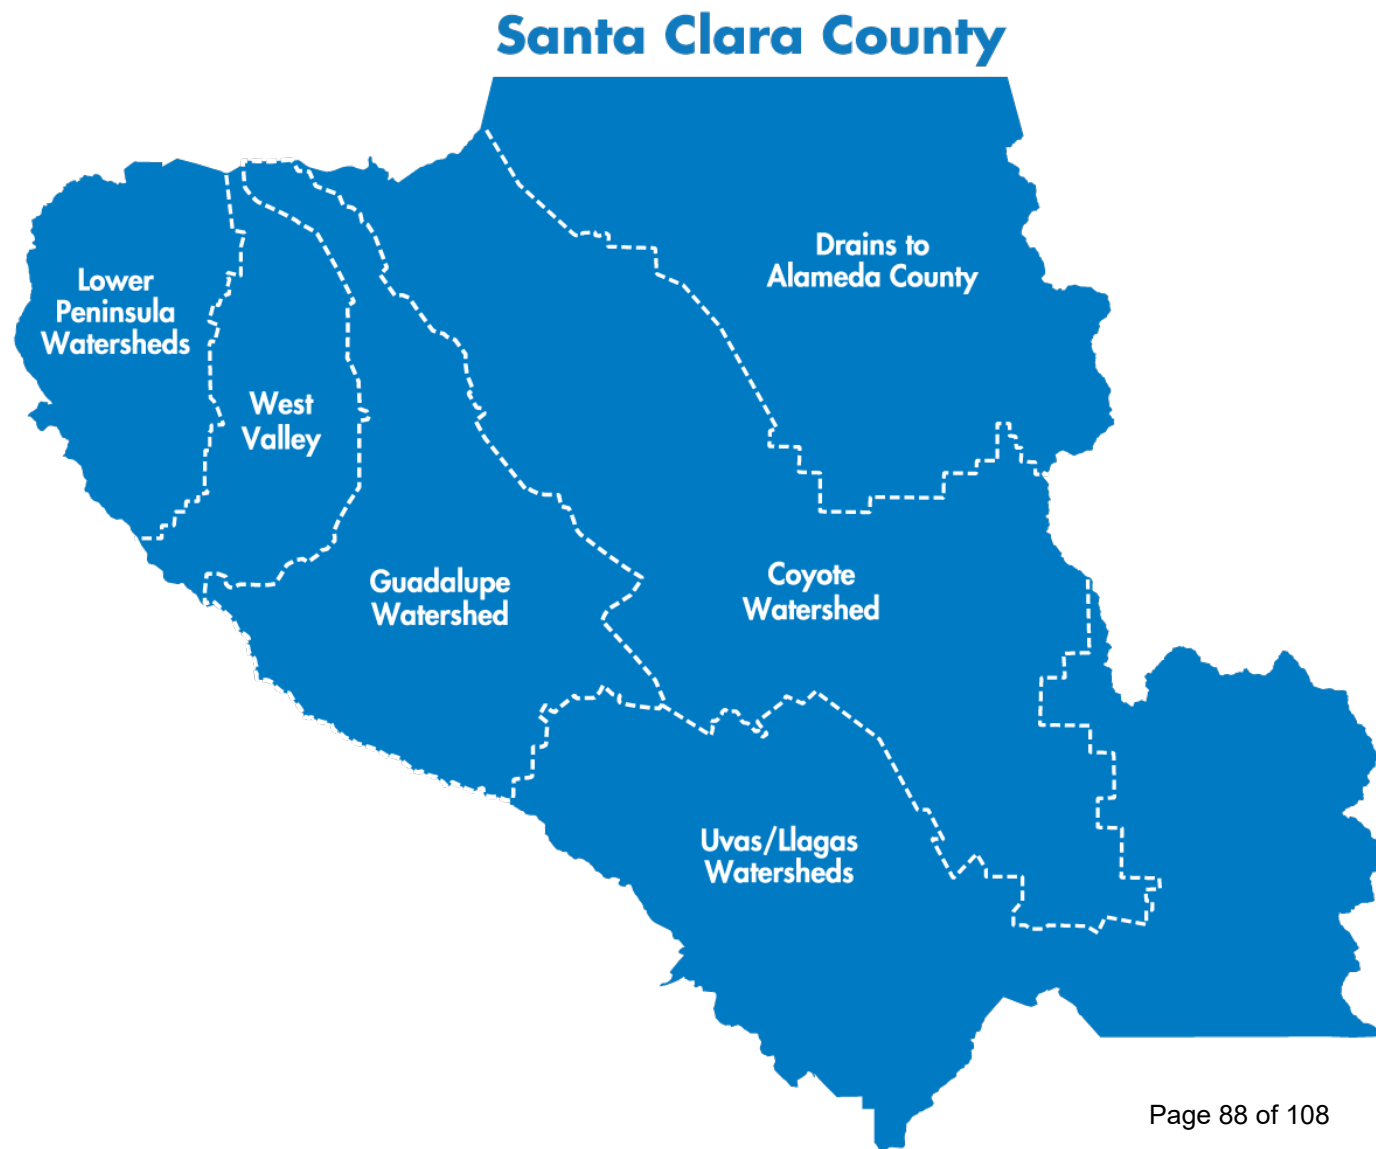 Santa Clara County
Drains to
Alameda County
Lower
Peninsula
Watersheds
West
Valley
Guadalupe
Watershed
Coyote
Watershed
Uvas/Llagas
Watersheds
Page 88 of 108